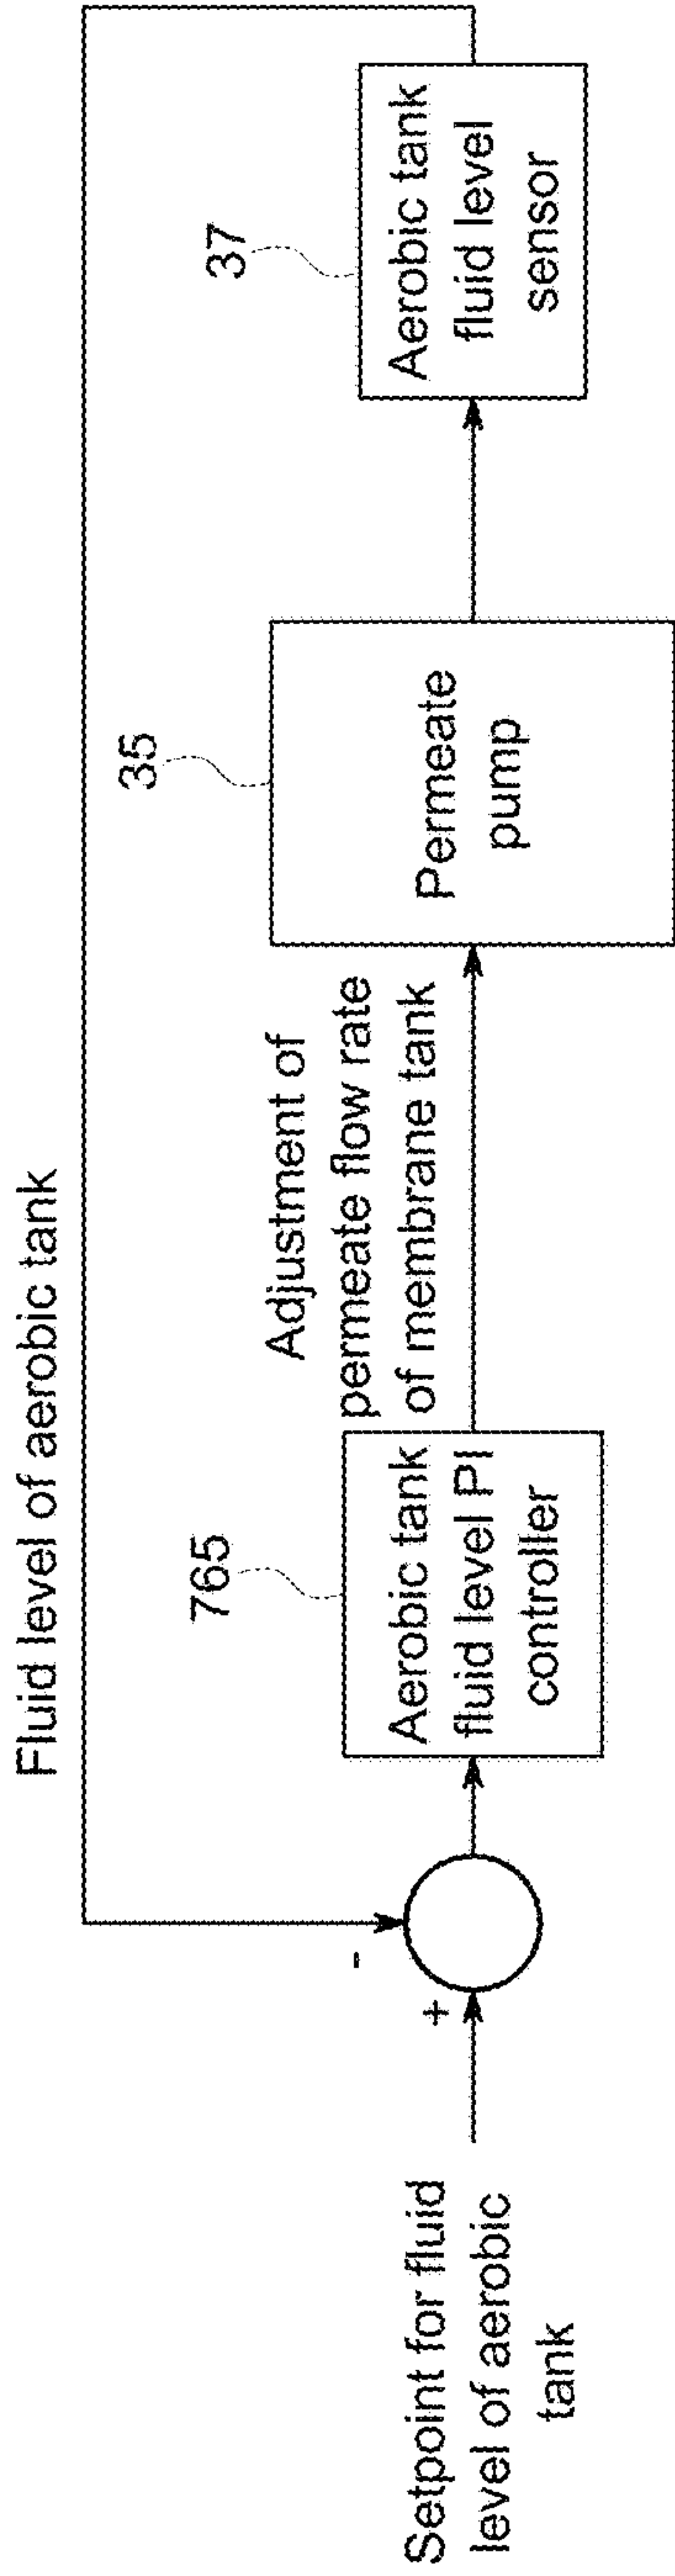 Fluid level of aerobic tank
Setpoint for fluid
level of aerobic
tank
+
-
765
Aerobic tank
fluid level PI
controller
Adjustment of
permeate flow rate
of membrane tank
35
Permeate
pump
37
Aerobic tank
fluid level
sensor